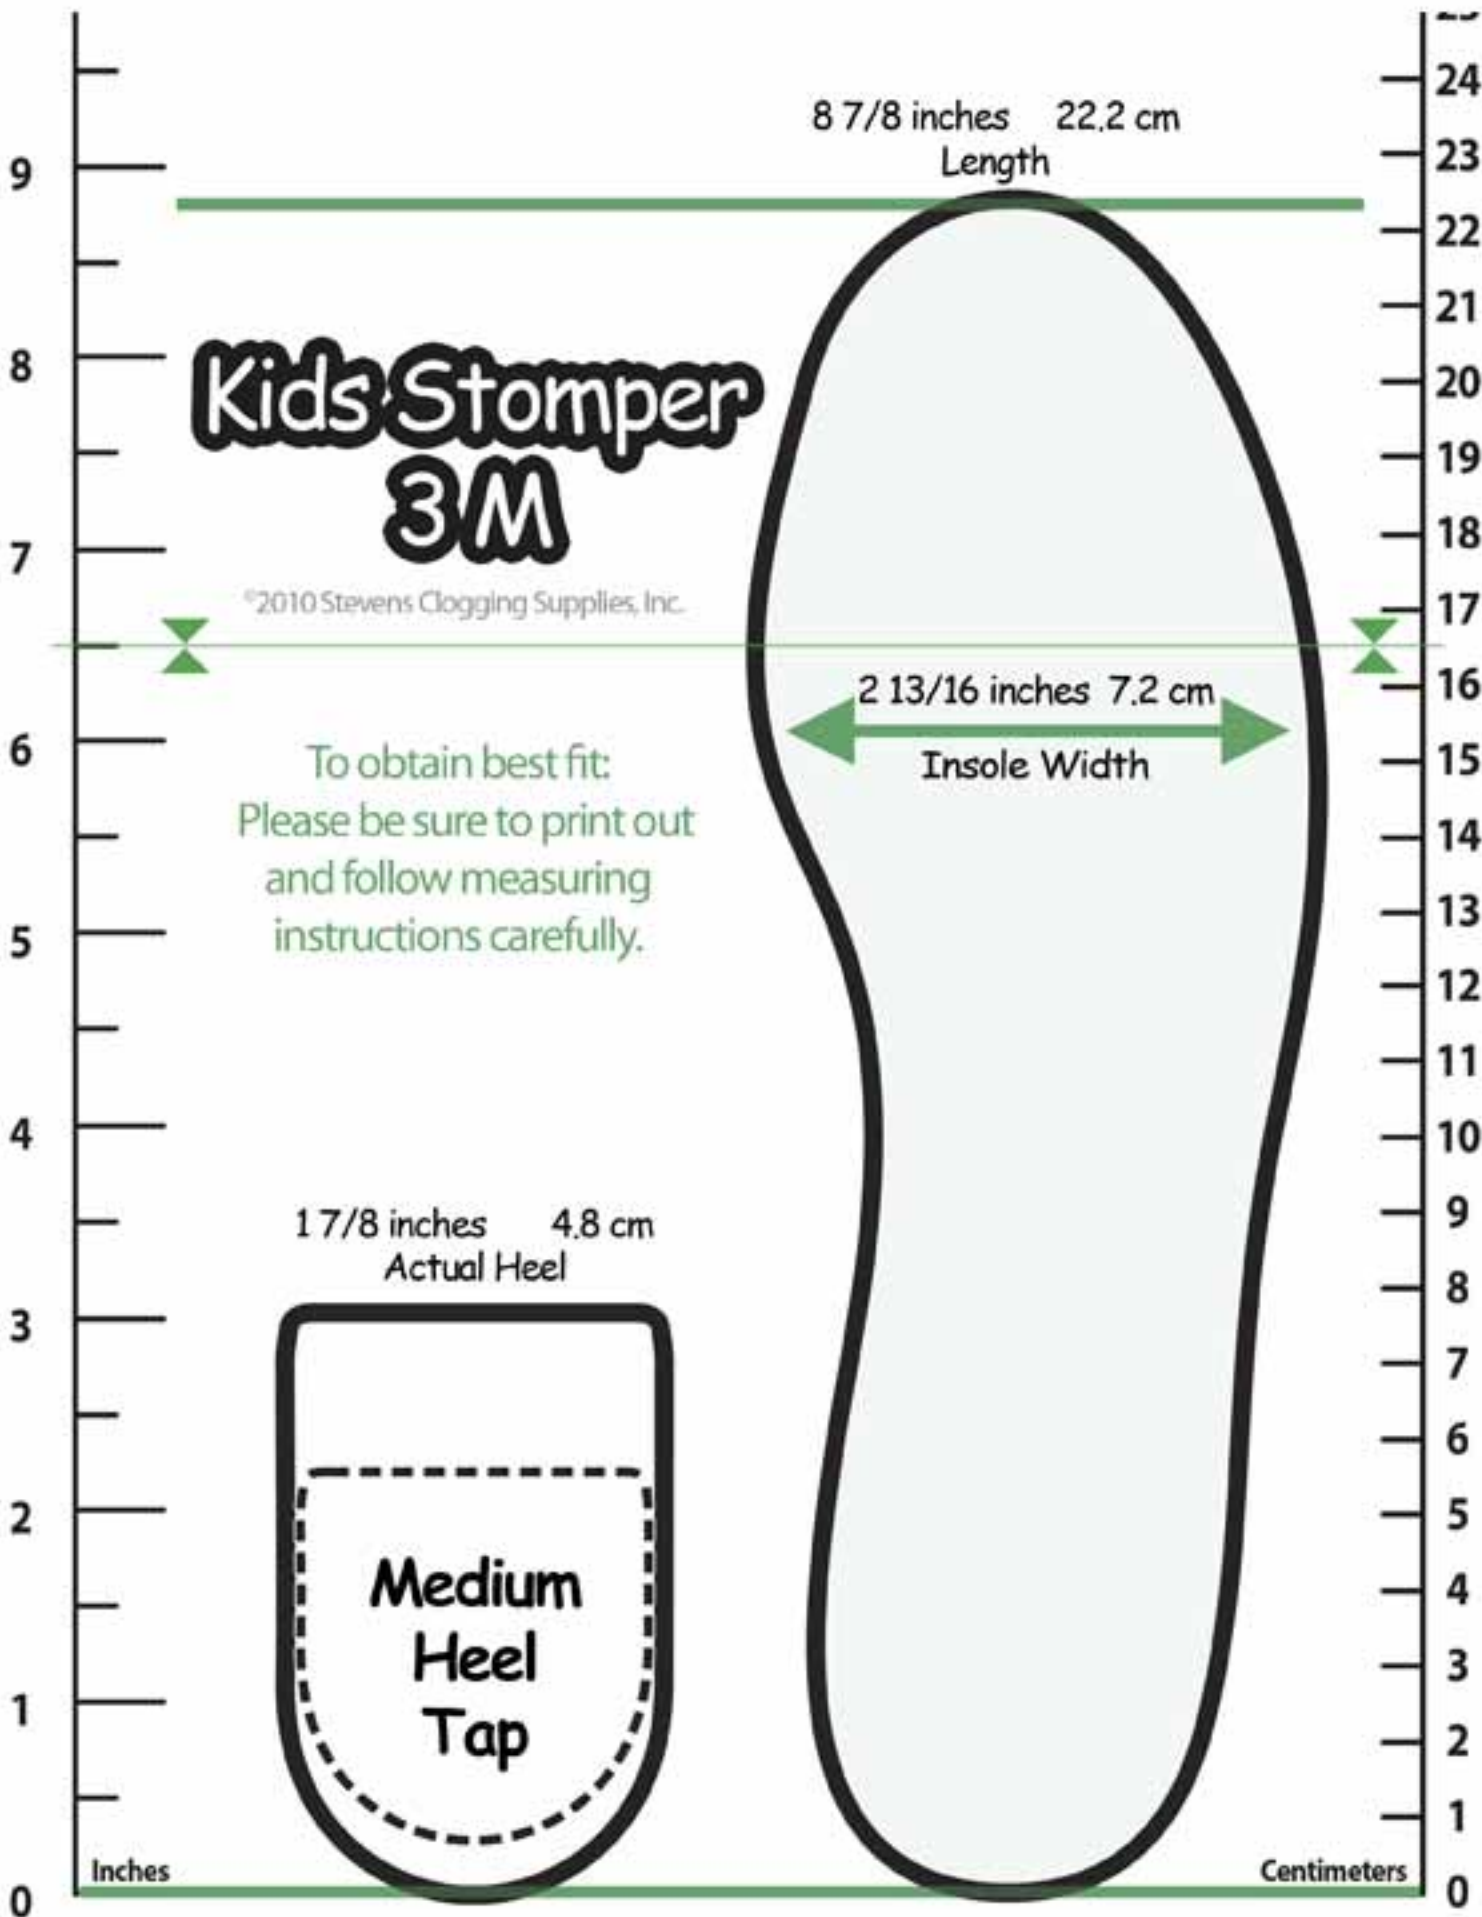 8 7/8 inches 22.2 cm
Length
Kids Stomper
3 M
©2010 Stevens Clogging Supplies, Inc.
2 13/16 inches 7.2 cm
Insole Width
To obtain best fit:
Please be sure to print out
and follow measuring
instructions carefully.
1 7/8 inches 4.8 cm
Actual Heel
Medium
Heel
Tap
Inches
9
8
7
6
5
4
3
2
1
0
Centimeters
24
23
22
21
20
19
18
17
16
15
14
13
12
11
10
9
8
7
6
5
4
3
2
1
0